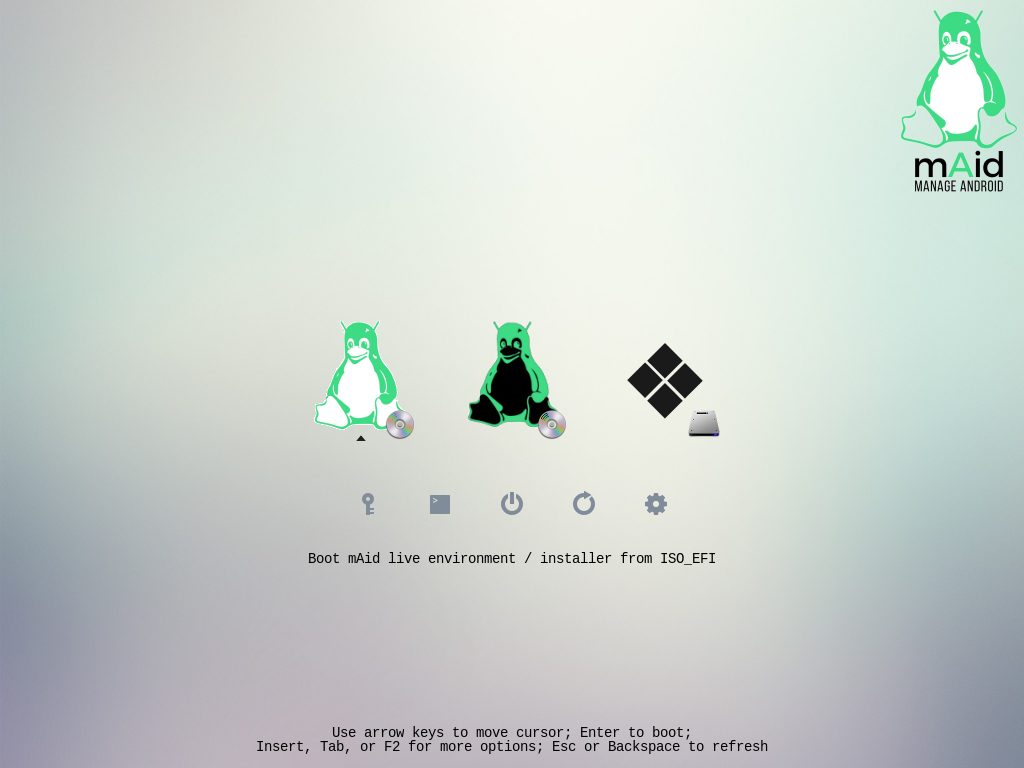 mAid
MANAGE ANDROID
>
Boot mAid live environment / installer from ISO_EFI
Use arrow keys to move cursor; Enter to boot;
Insert, Tab, or F2 for more options; Esc or Backspace to refresh